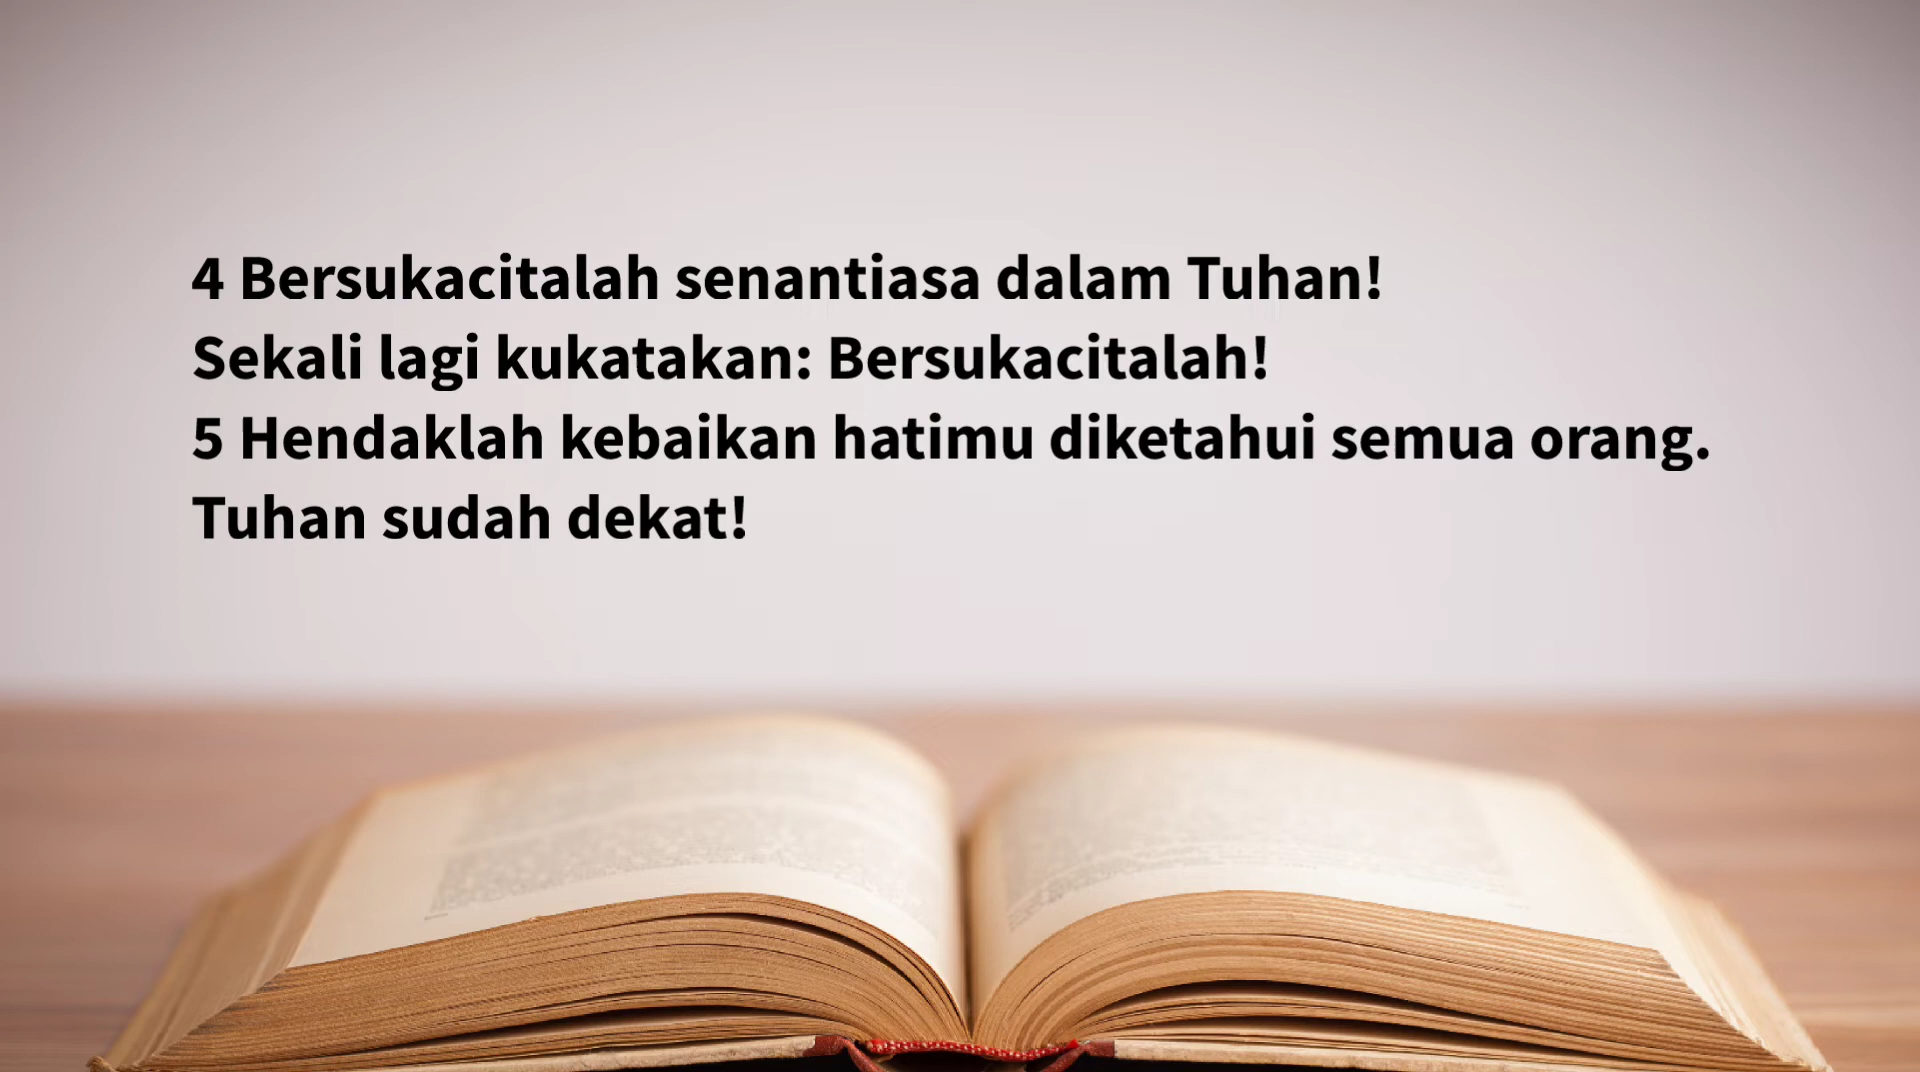 4 Bersukacitalah senantiasa dalam Tuhan!
Sekali lagi kukatakan: Bersukacitalah!
5 Hendaklah kebaikan hatimu diketahui semua orang.
Tuhan sudah dekat!